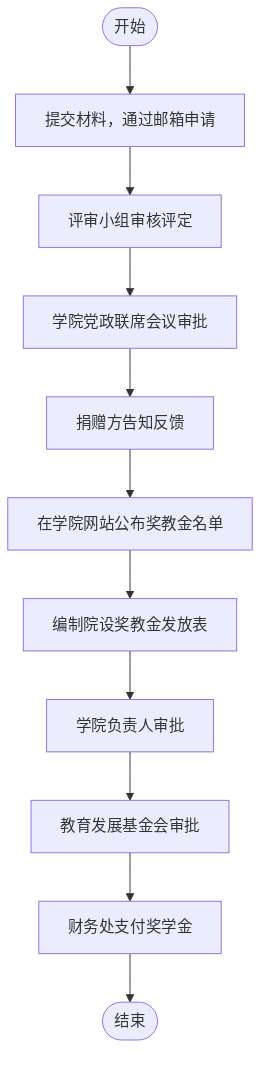 开始
提交材料，通过邮箱申请
评审小组审核评定
学院党政联席会议审批
捐赠方告知反馈
在学院网站公布奖教金名单
编制院设奖教金发放表
学院负责人审批
教育发展基金会审批
财务处支付奖学金
结束